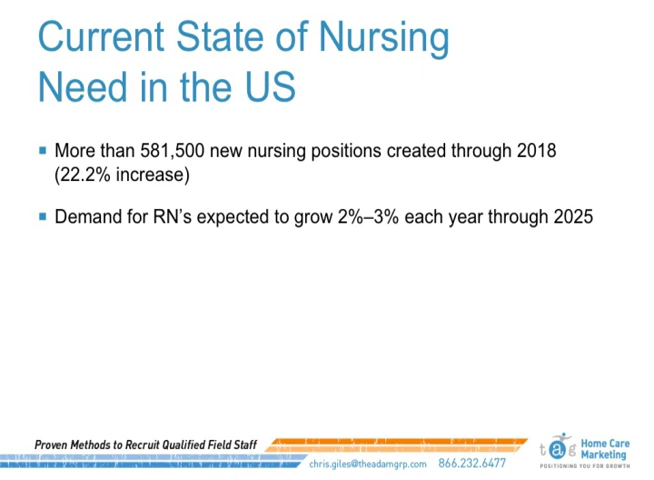 Current State of Nursing
Need in the US
More than 581,500 new nursing positions created through 2018
(22.2% increase)
Demand for RN's expected to grow 2%–3% each year through 2025
Proven Methods to Recruit Qualified Field Staff
chris.giles@theadamgrp.com 866.232.6477
tag
Home Care
Marketing
POSITIONING YOU FOR GROWTH